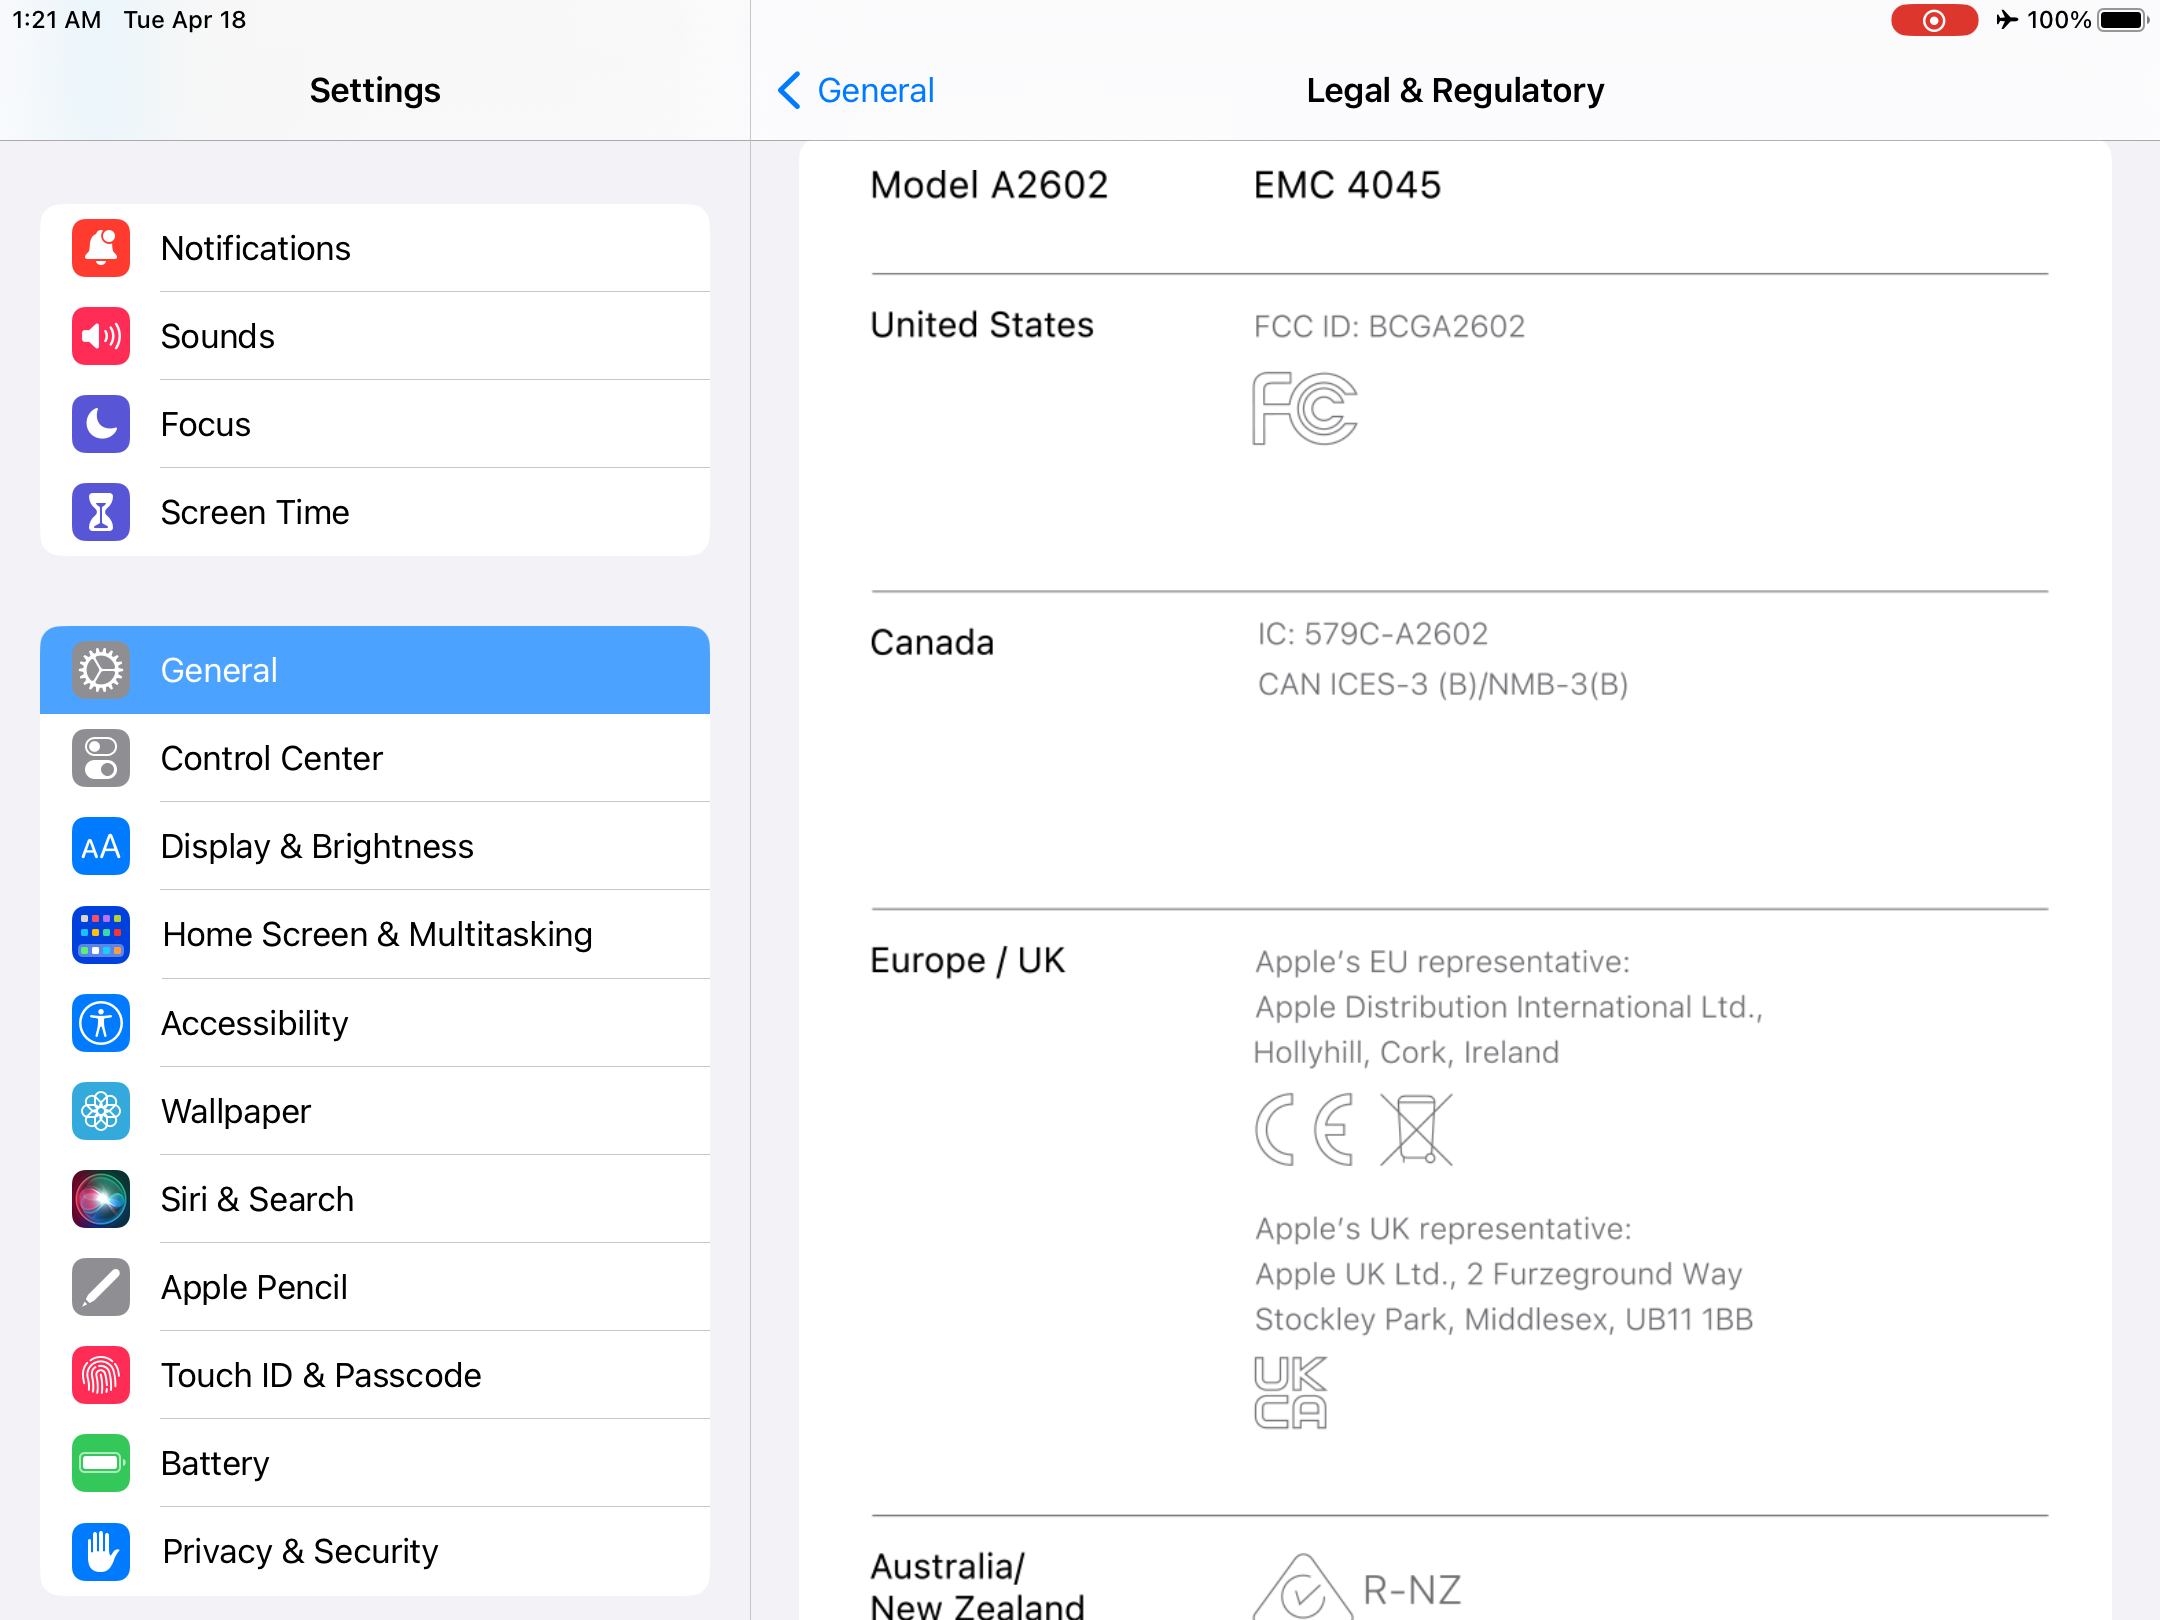 1:21 AM Tue Apr 18
100%
Settings
Notifications
Sounds
Focus
Screen Time
General
Control Center
AA
Display & Brightness
Home Screen & Multitasking
Accessibility
Wallpaper
Siri & Search
Apple Pencil
Touch ID & Passcode
Battery
Privacy & Security
General
Legal & Regulatory
Model A2602 EMC 4045
United States FCC ID: BCGA2602
FC
Canada IC: 579C-A2602
CAN ICES-3 (B)/NMB-3(B)
Europe / UK Apple’s EU representative:
Apple Distribution International Ltd.,
Hollyhill, Cork, Ireland
CE
Apple’s UK representative:
Apple UK Ltd., 2 Furzeground Way
Stockley Park, Middlesex, UB11 1BB
UK
CA
Australia/
New Zealand
R-NZ